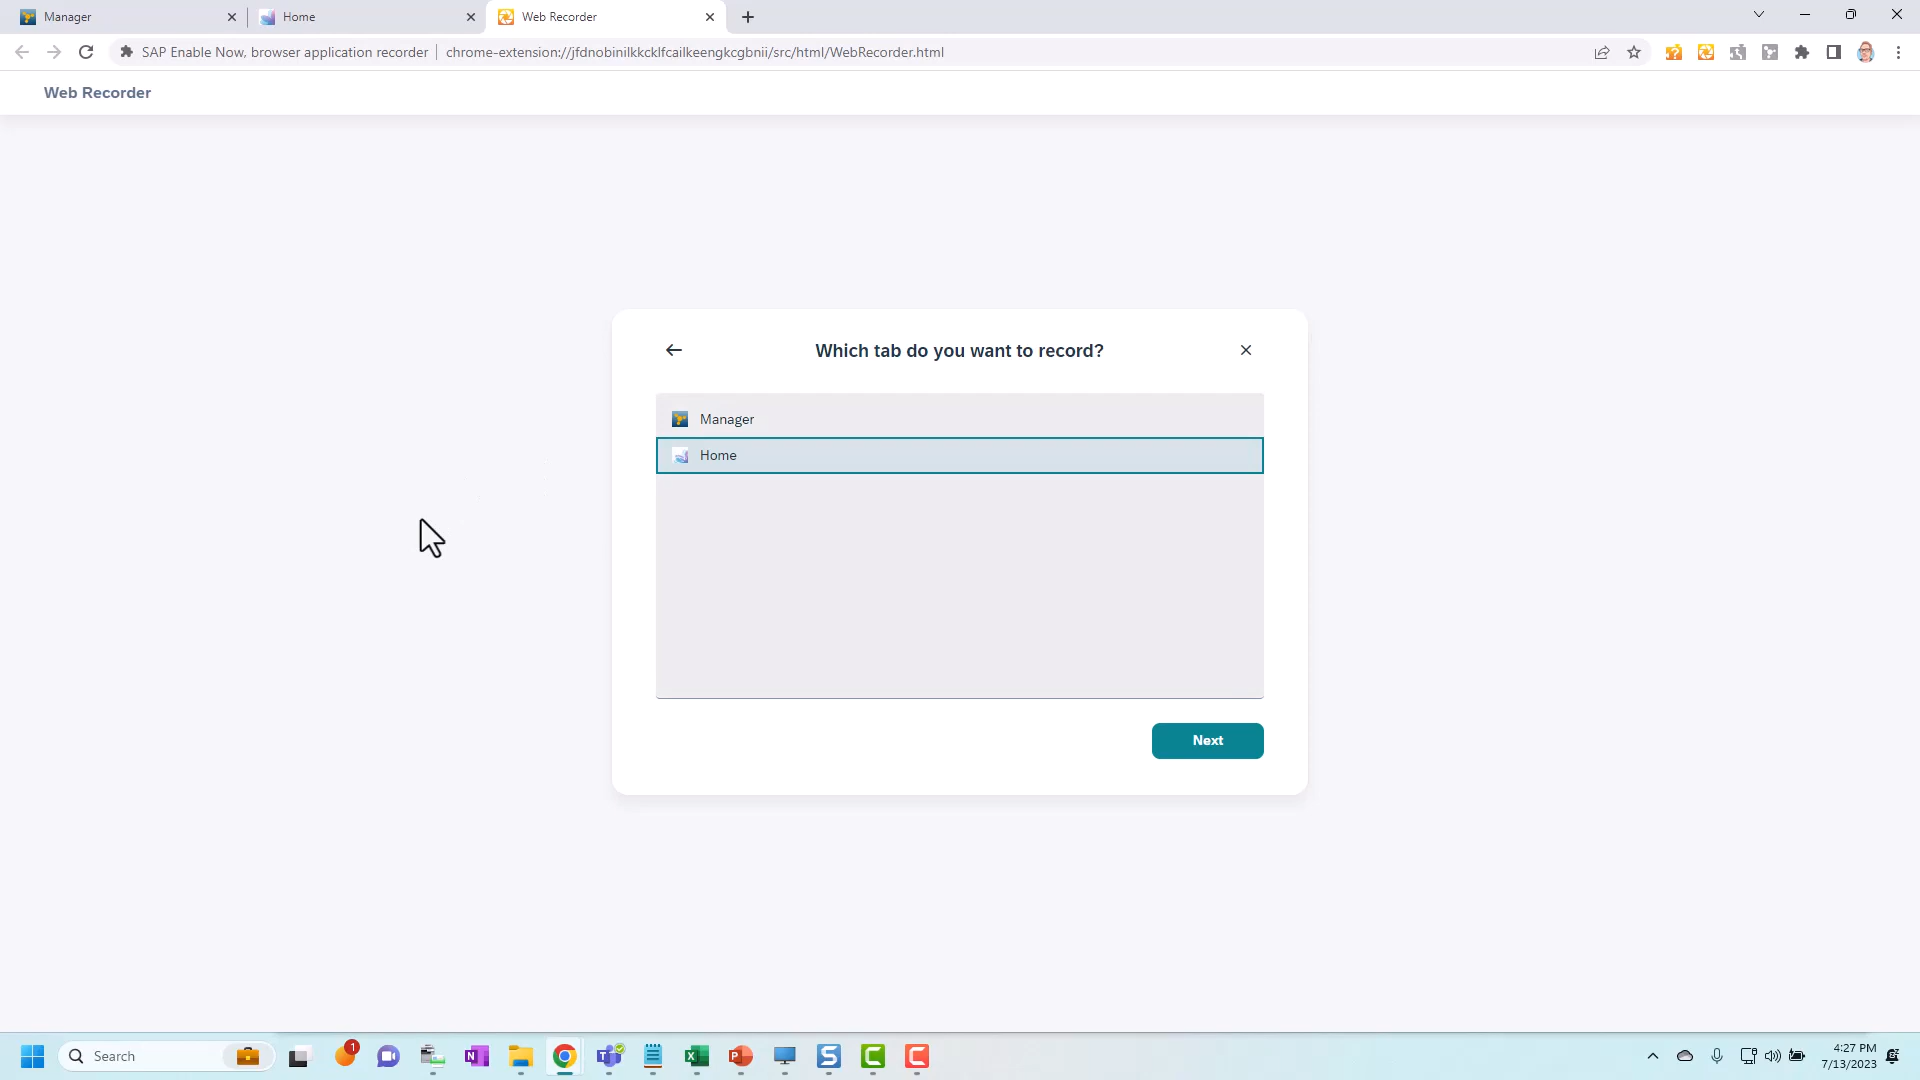 Manager
Home
Web Recorder
SAP Enable Now, browser application recorder
chrome-extension://jfdnobinilkkcklfcailkeengkcgbnii/src/html/WebRecorder.html
Web Recorder
Which tab do you want to record?
Manager
Home
Next
Search
1
4:27 PM
7/13/2023